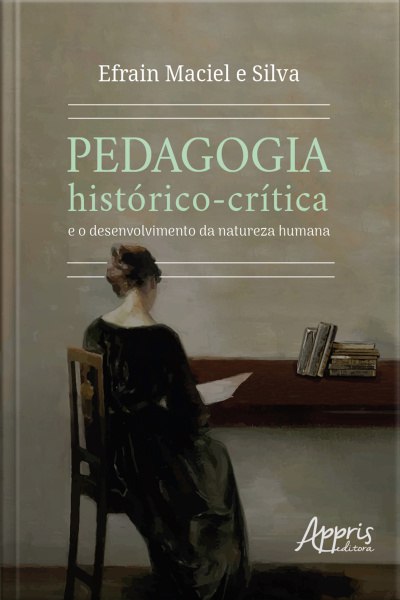 Efrain Maciel e Silva
PEDAGOGIA
histórico-crítica
e o desenvolvimento da natureza humana
Appris
editora